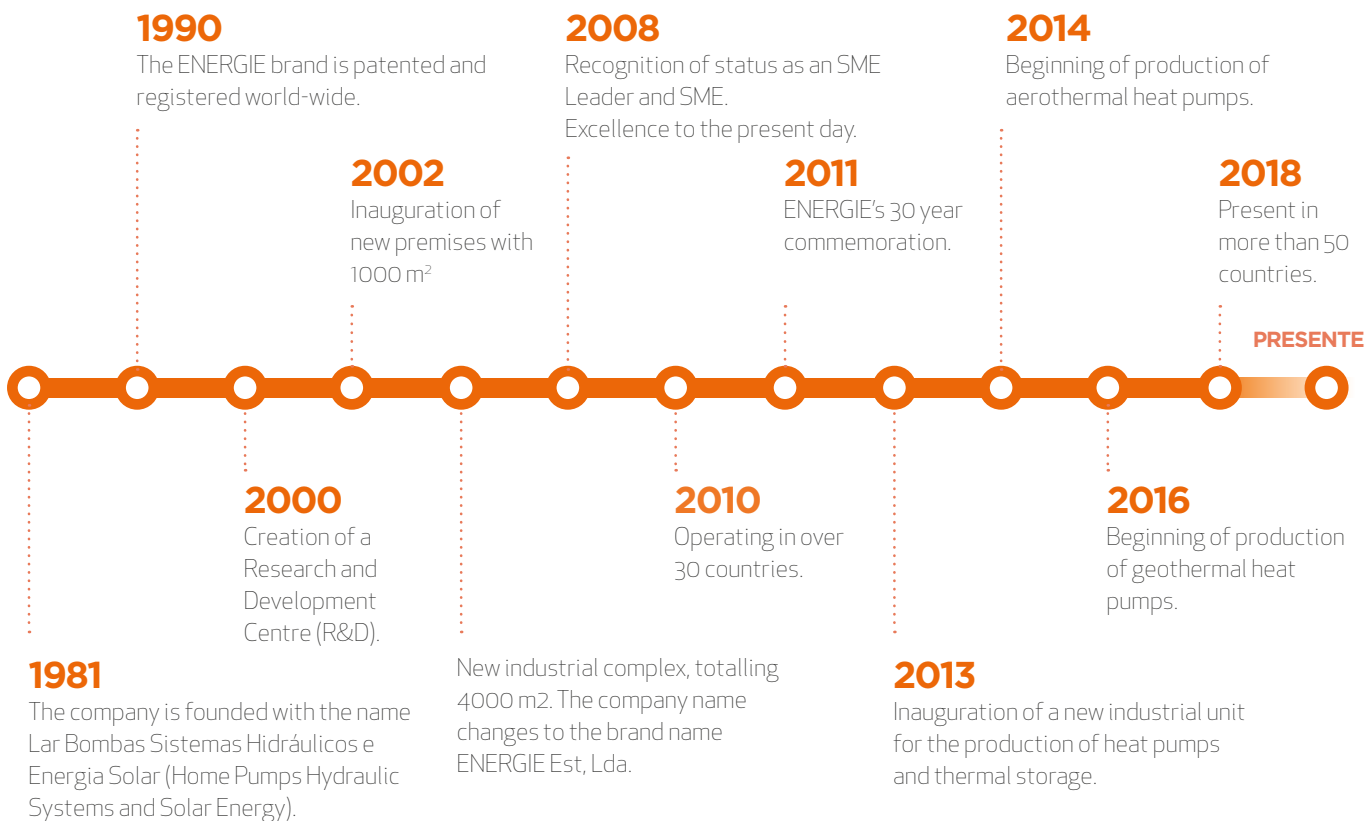 1990
The ENERGIE brand is patented and
registered world-wide.
2008
Recognition of status as an SME
Leader and SME.
Excellence to the present day.
2014
Beginning of production of
aerothermal heat pumps.
2002
Inauguration of
new premises with
1000 m²
2011
ENERGIE's 30 year
commemoration.
2018
Present in
more than 50
countries.
PRESENTE
2000
Creation of a
Research and
Development
Centre (R&D).
2010
Operating in over
30 countries.
2016
Beginning of production
of geothermal heat
pumps.
1981
The company is founded with the name
Lar Bombas Sistemas Hidráulicos e
Energia Solar (Home Pumps Hydraulic
Systems and Solar Energy).
New industrial complex, totalling
4000 m2. The company name
changes to the brand name
ENERGIE Est, Lda.
2013
Inauguration of a new industrial unit
for the production of heat pumps
and thermal storage.